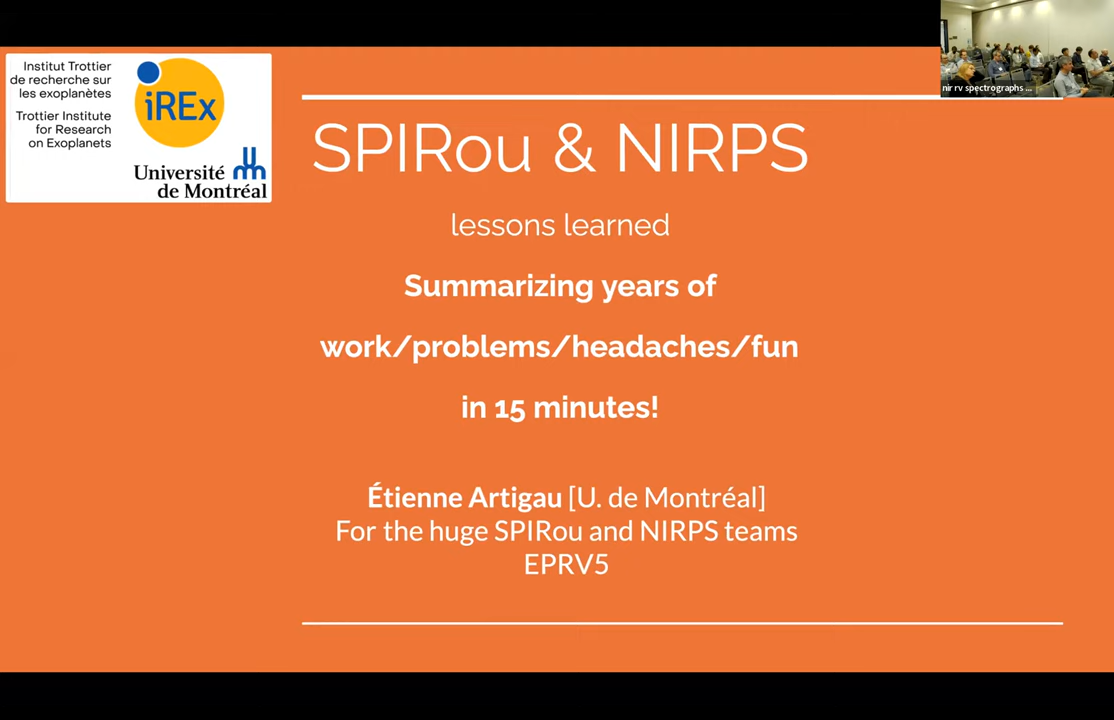 Institut Trottier
de recherche sur
les exoplanètes
Trottier Institute
for Research
on Exoplanets
iREx
Université
de Montréal
nir rv spectrographs ...
SPIRou & NIRPS
lessons learned
Summarizing years of
work/problems/headaches/fun
in 15 minutes!
Étienne Artigau [U. de Montréal]
For the huge SPIRou and NIRPS teams
EPRV5